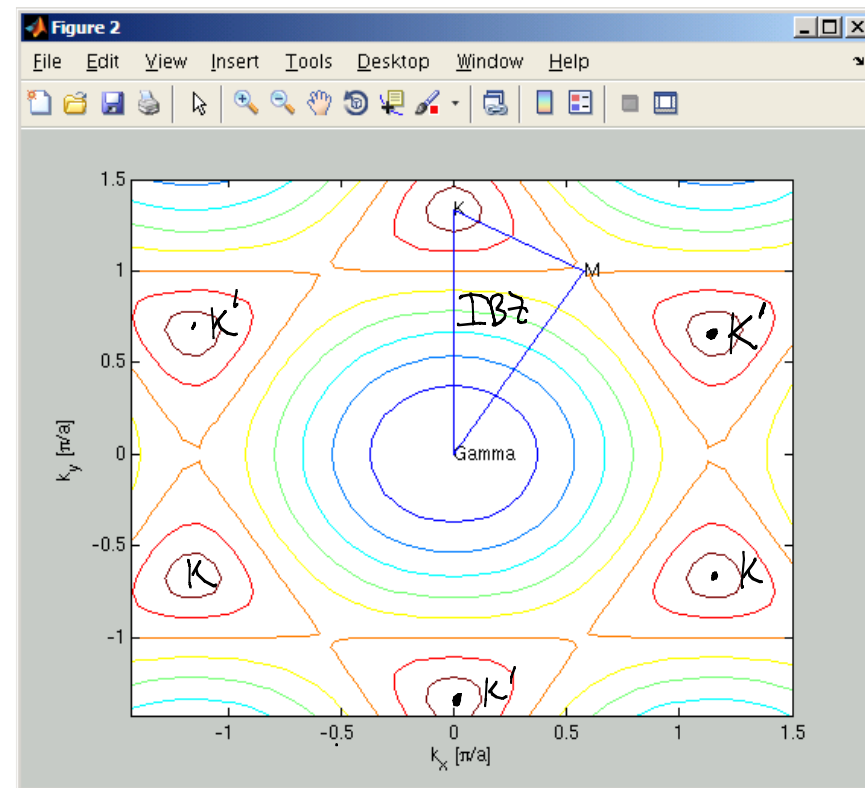 Figure 2
File Edit View Insert Tools Desktop Window Help
1.5
K
1
M
IBZ
K'
K'
0.5
0
Gamma
-0.5
K
K
-1
K'
-1
-0.5
0
0.5
1
1.5
k_x [π/a]
k_y [π/a]